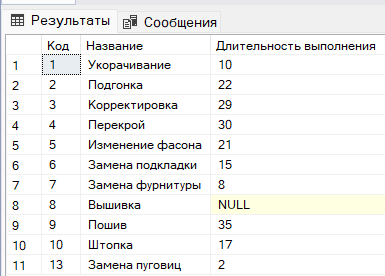 Результаты Сообщения
Код Название Длительность выполнения
1 1 Укорачивание 10
2 2 Подгонка 22
3 3 Корректировка 29
4 4 Перекрой 30
5 5 Изменение фасона 21
6 6 Замена подкладки 15
7 7 Замена фурнитуры 8
8 8 Вышивка NULL
9 9 Пошив 35
10 10 Штопка 17
11 13 Замена пуговиц 2